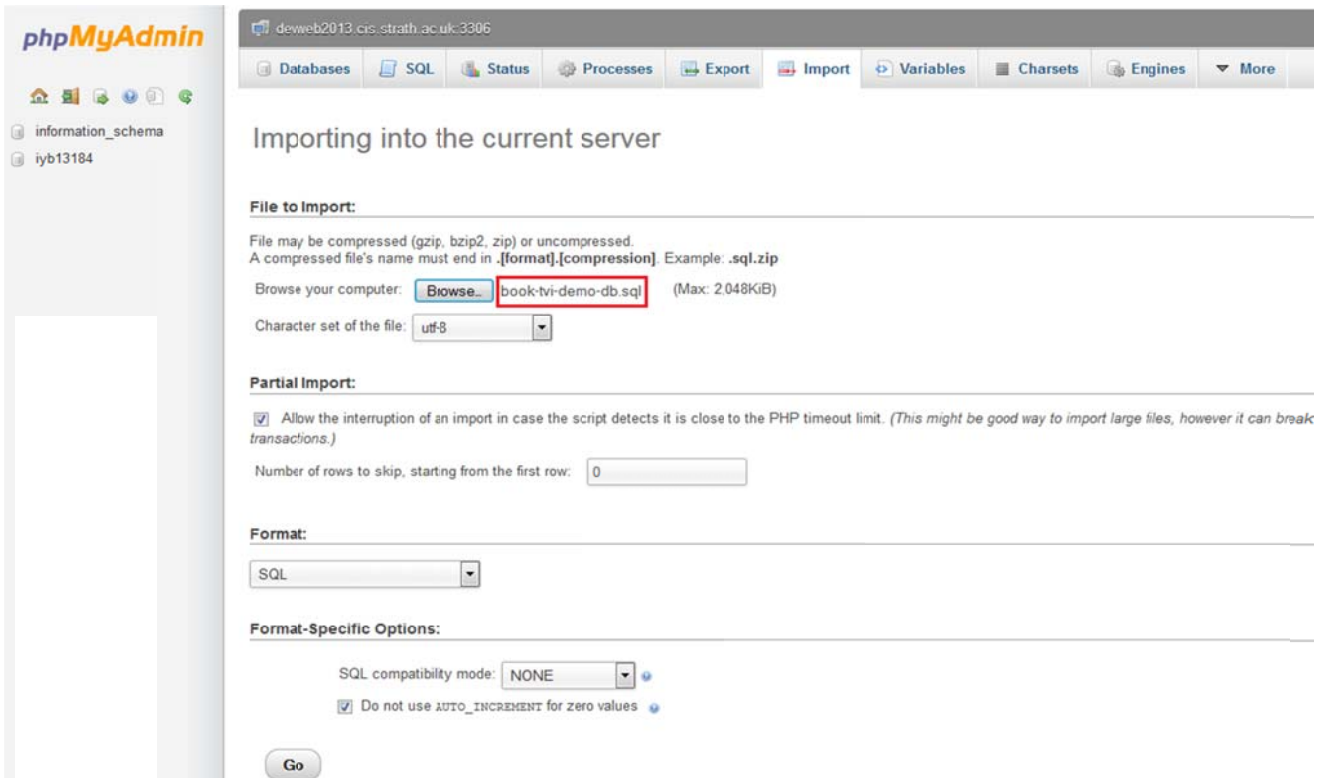 phpMyAdmin
devweb2013.cis.strath.ac.uk:3306
Databases SQL Status Processes Export Import Variables Charsets Engines More
information_schema
iyb13184
Importing into the current server
File to Import:
File may be compressed (gzip, bzip2, zip) or uncompressed.
A compressed file's name must end in .[format].[compression]. Example: .sql.zip
Browse your computer: Browse... book-tvi-demo-db.sql (Max: 2,048KiB)
Character set of the file: utf-8
Partial Import:
Allow the interruption of an import in case the script detects it is close to the PHP timeout limit. (This might be good way to import large files, however it can break
transactions.)
Number of rows to skip, starting from the first row: 0
Format:
SQL
Format-Specific Options:
SQL compatibility mode: NONE
Do not use AUTO_INCREMENT for zero values
Go